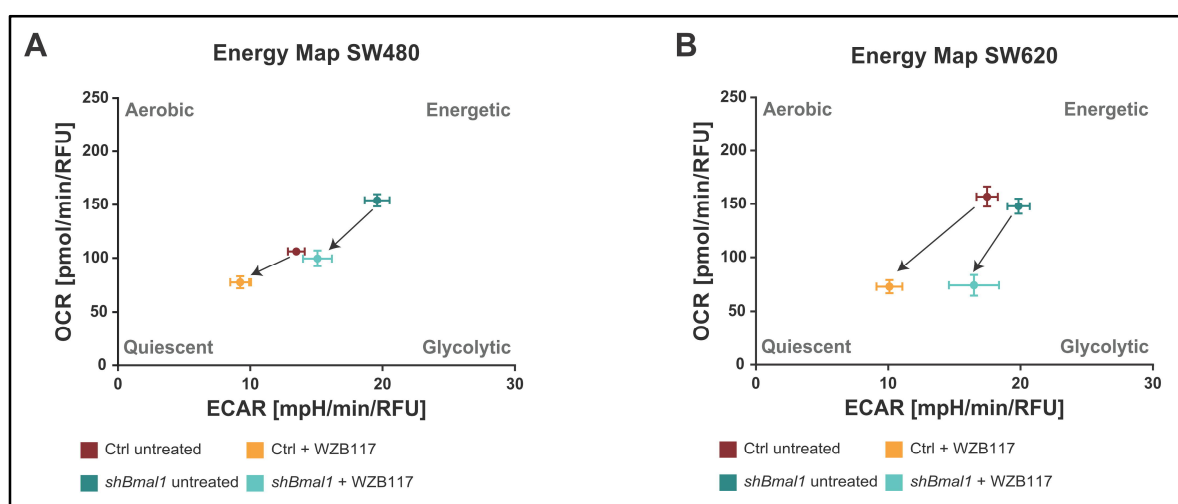 A
Energy Map SW480
OCR [pmol/min/RFU]
250
200
150
100
50
0
Aerobic
Energetic
Quiescent
Glycolytic
0
10
20
30
ECAR [mpH/min/RFU]
Ctrl untreated
Ctrl + WZB117
shBmal1 untreated
shBmal1 + WZB117
B
Energy Map SW620
OCR [pmol/min/RFU]
250
200
150
100
50
0
Aerobic
Energetic
Quiescent
Glycolytic
0
10
20
30
ECAR [mpH/min/RFU]
Ctrl untreated
Ctrl + WZB117
shBmal1 untreated
shBmal1 + WZB117